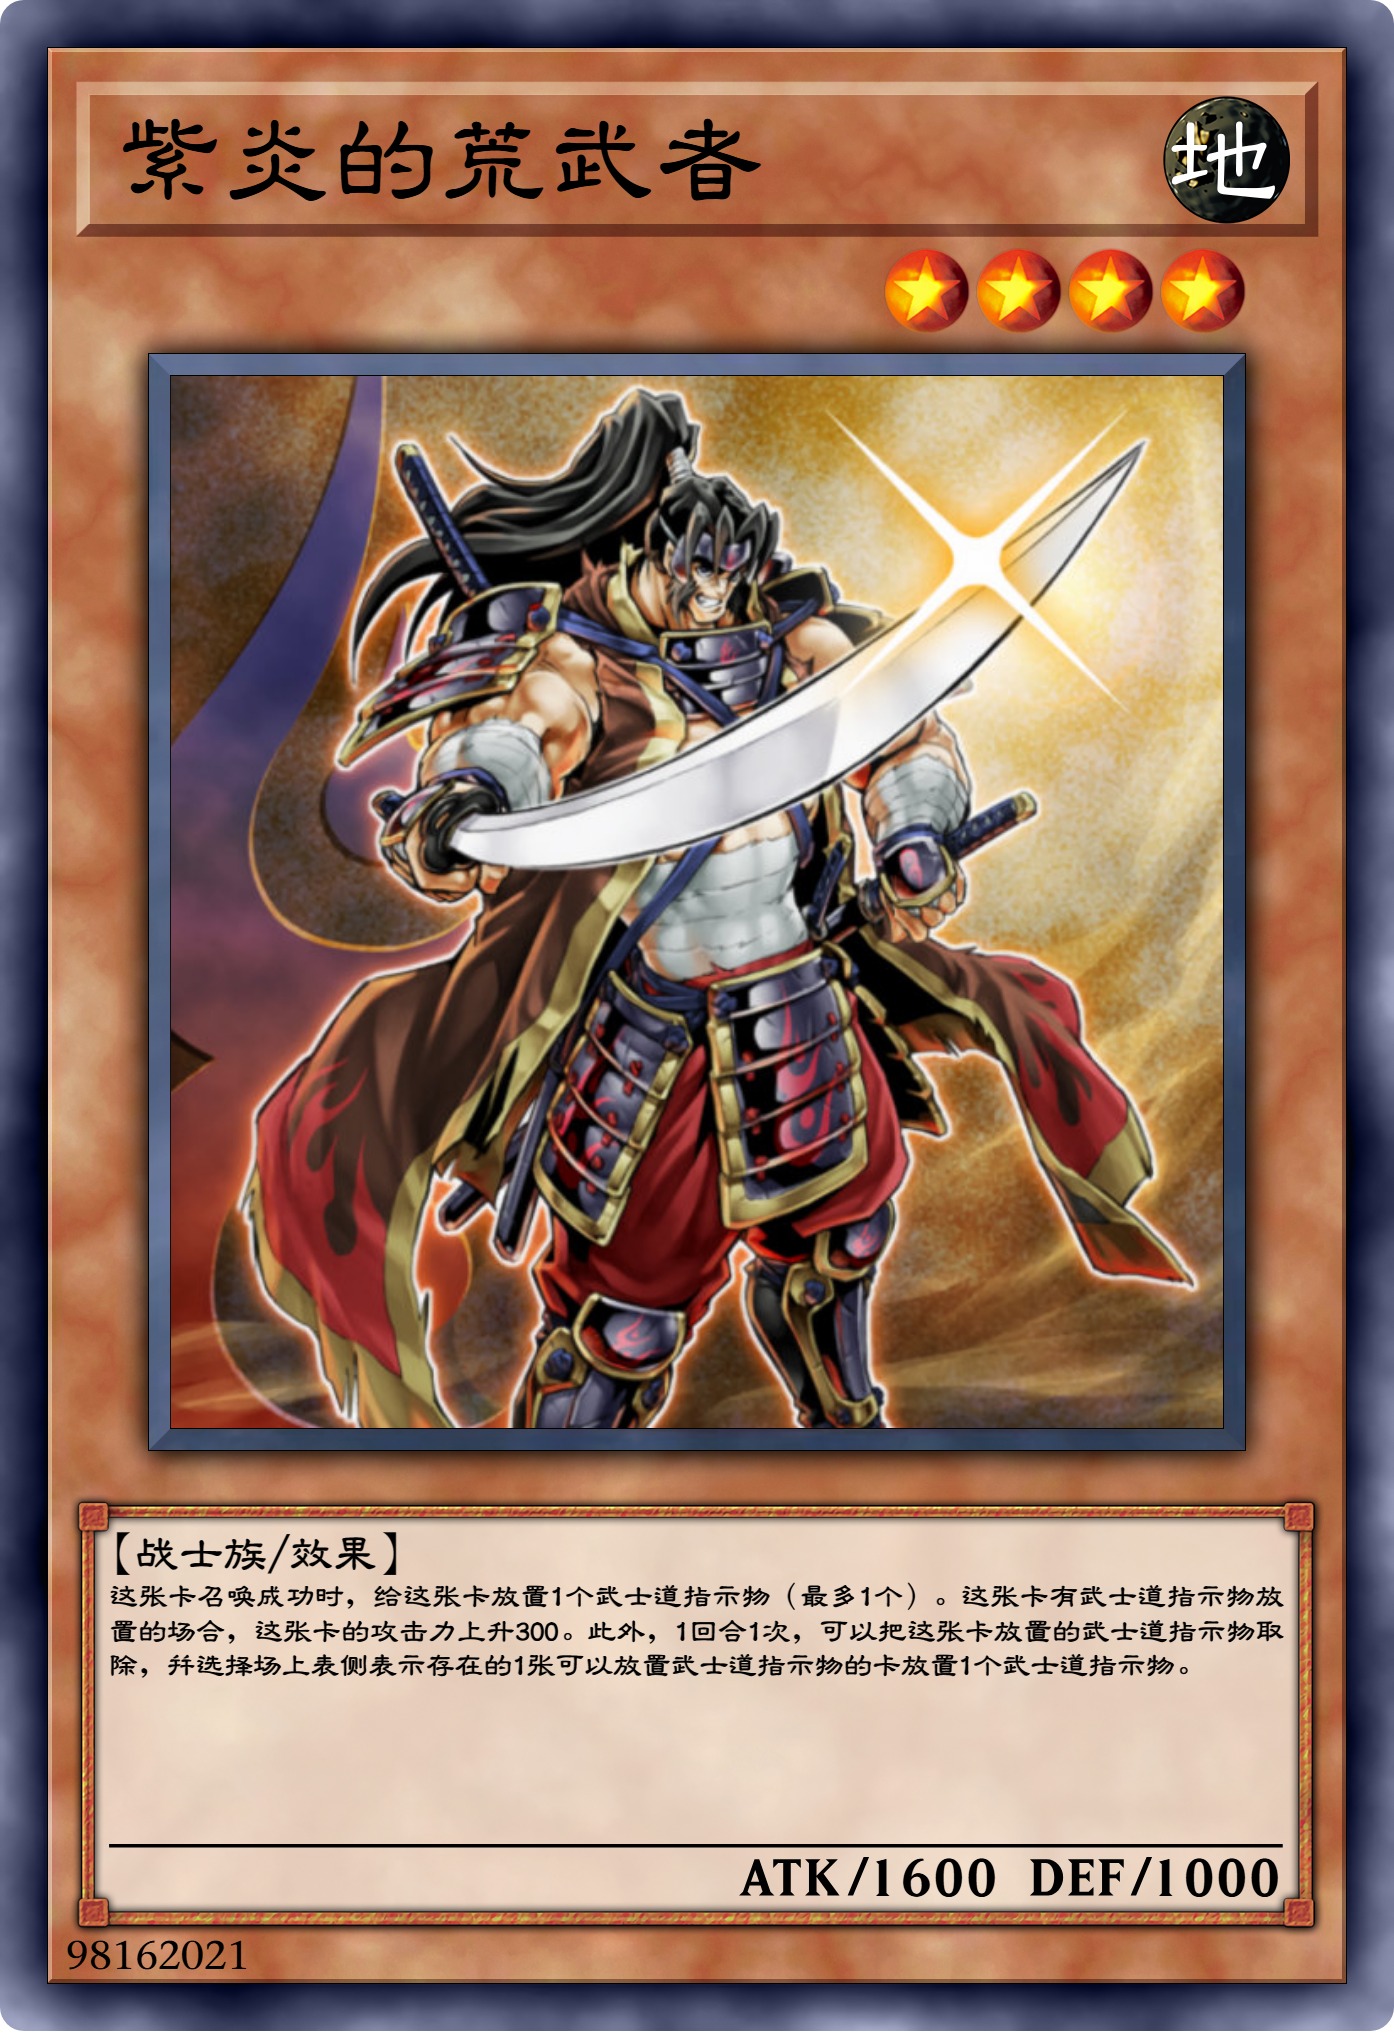 紫炎的荒武者
地
【战士族/效果】
这张卡召唤成功时，给这张卡放置1个武士道指示物（最多1个）。这张卡有武士道指示物放
置的场合，这张卡的攻击力上升300。此外，1回合1次，可以把这张卡放置的武士道指示物取
除，并选择场上表侧表示存在的1张可以放置武士道指示物的卡放置1个武士道指示物。
ATK/1600 DEF/1000
98162021